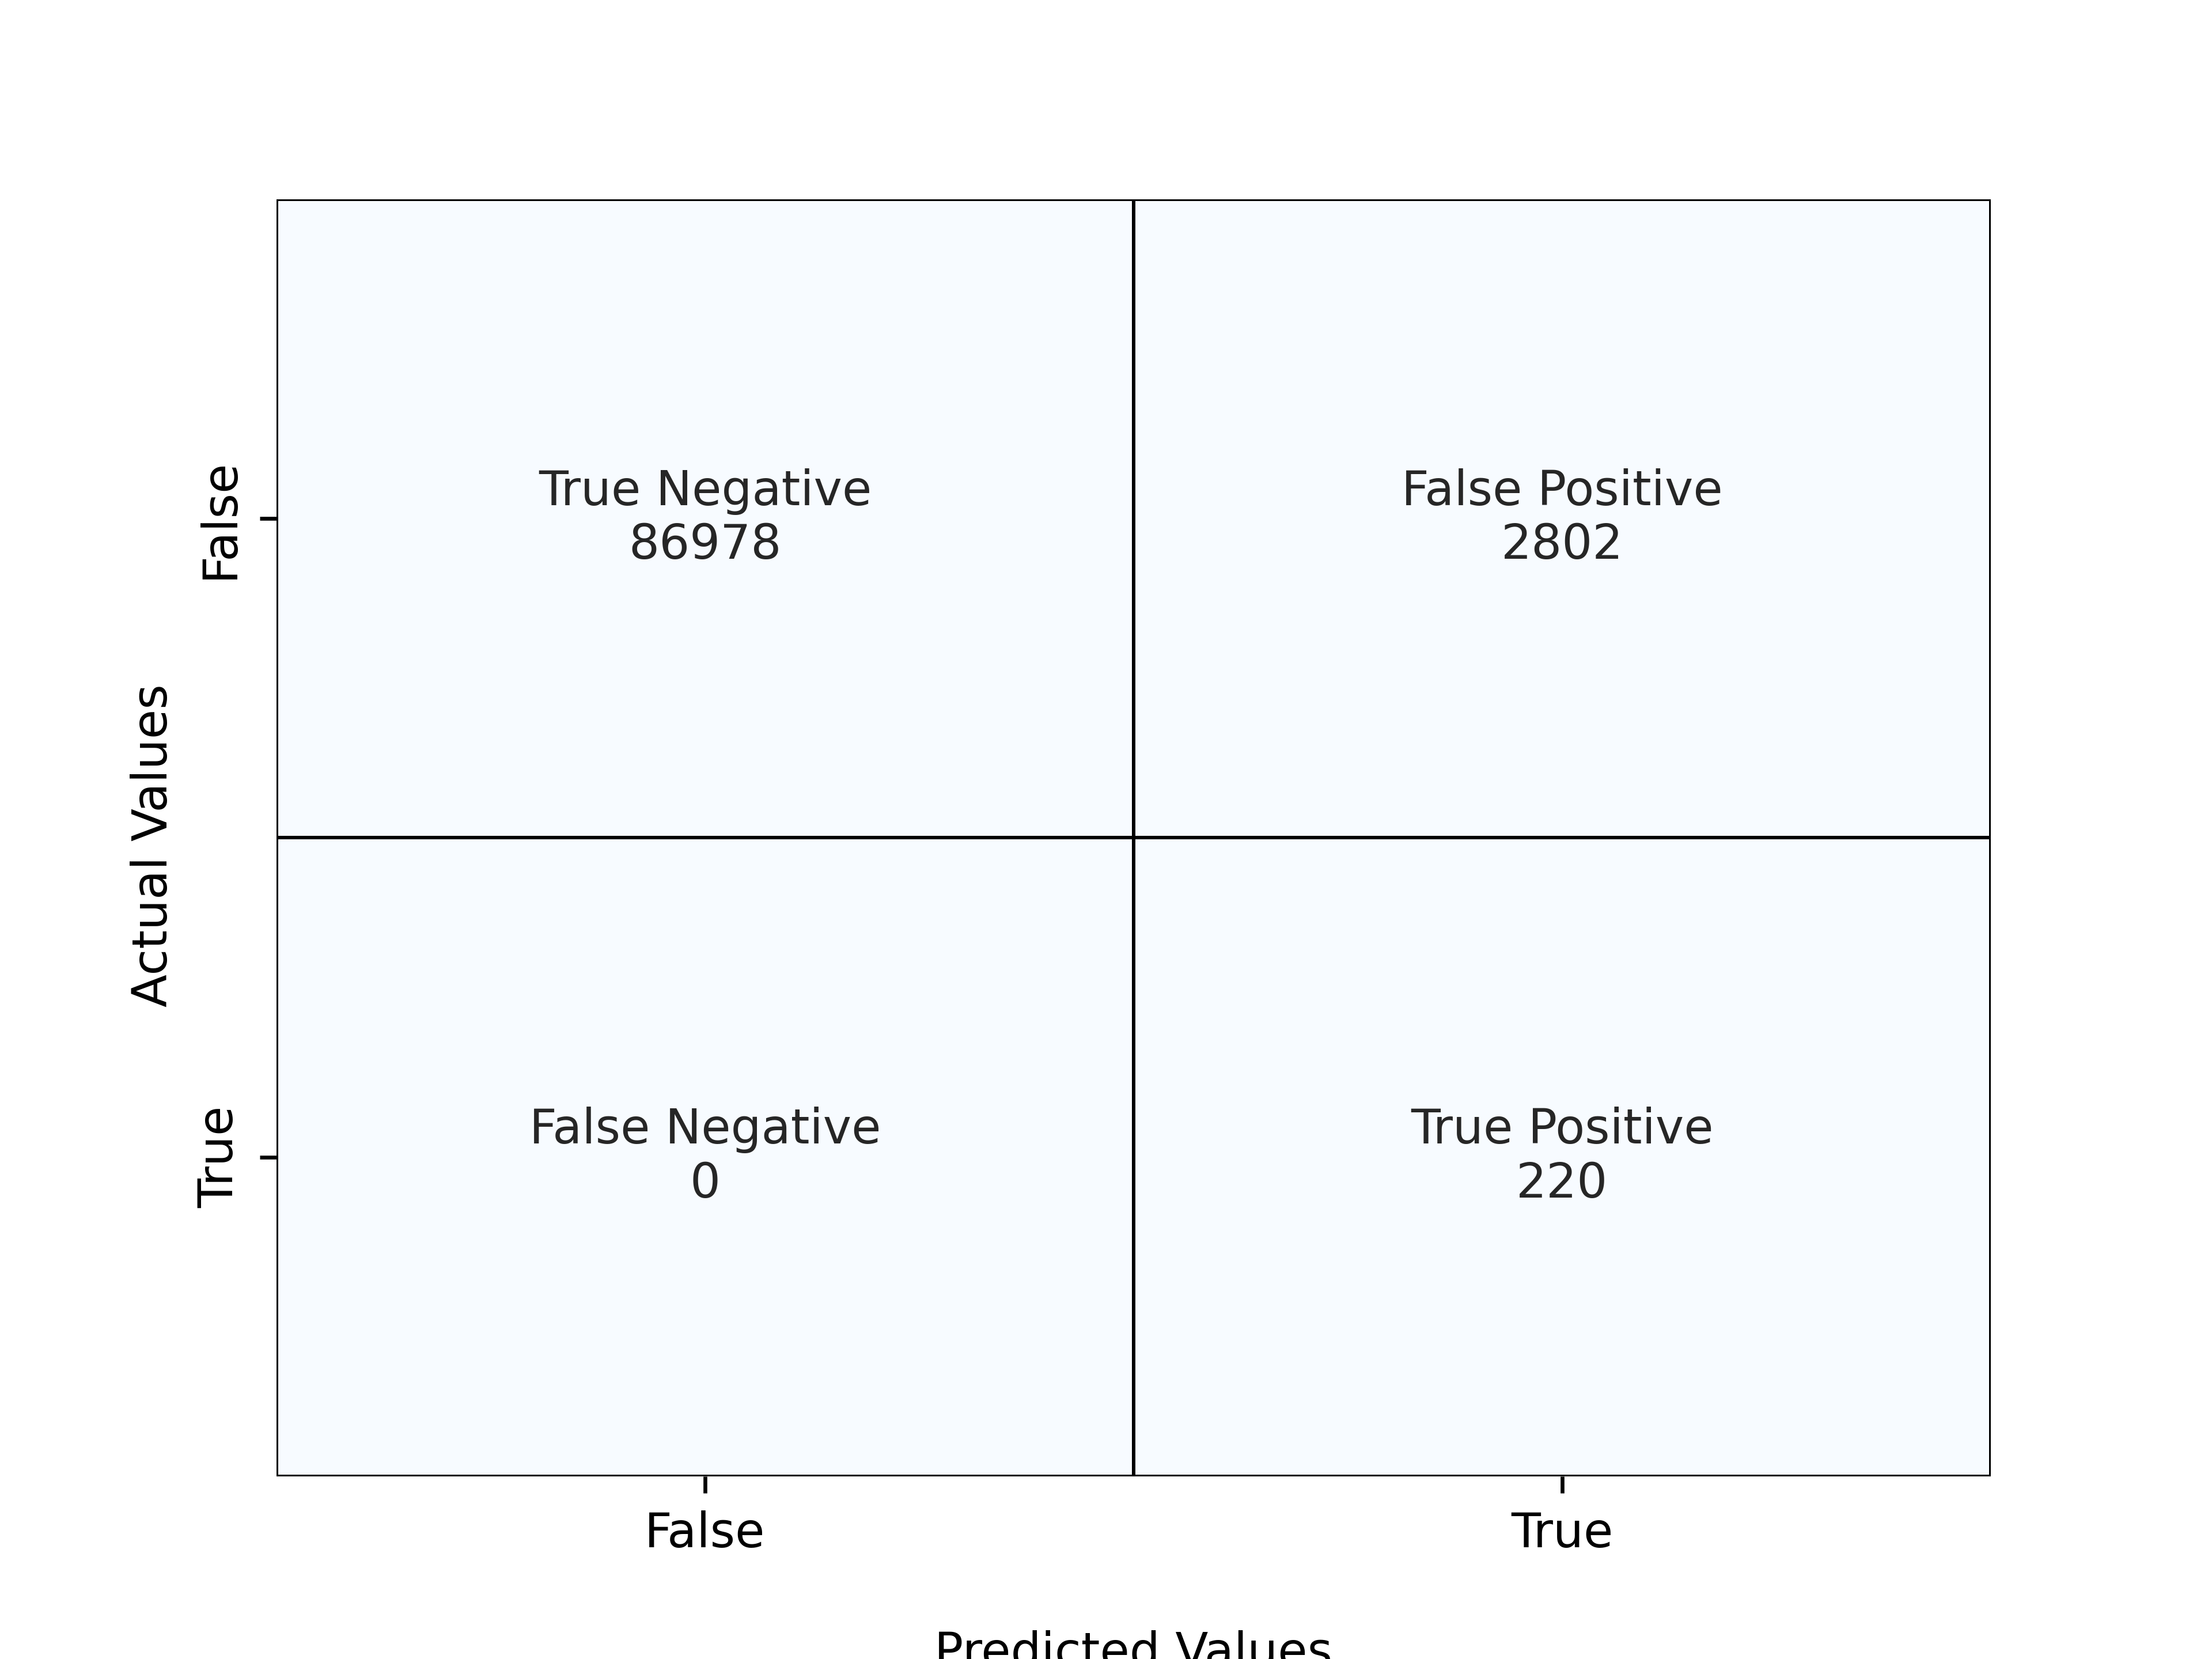 Actual Values
False
True Negative
86978
False Positive
2802
True
False Negative
0
True Positive
220
False
True
Predicted Values